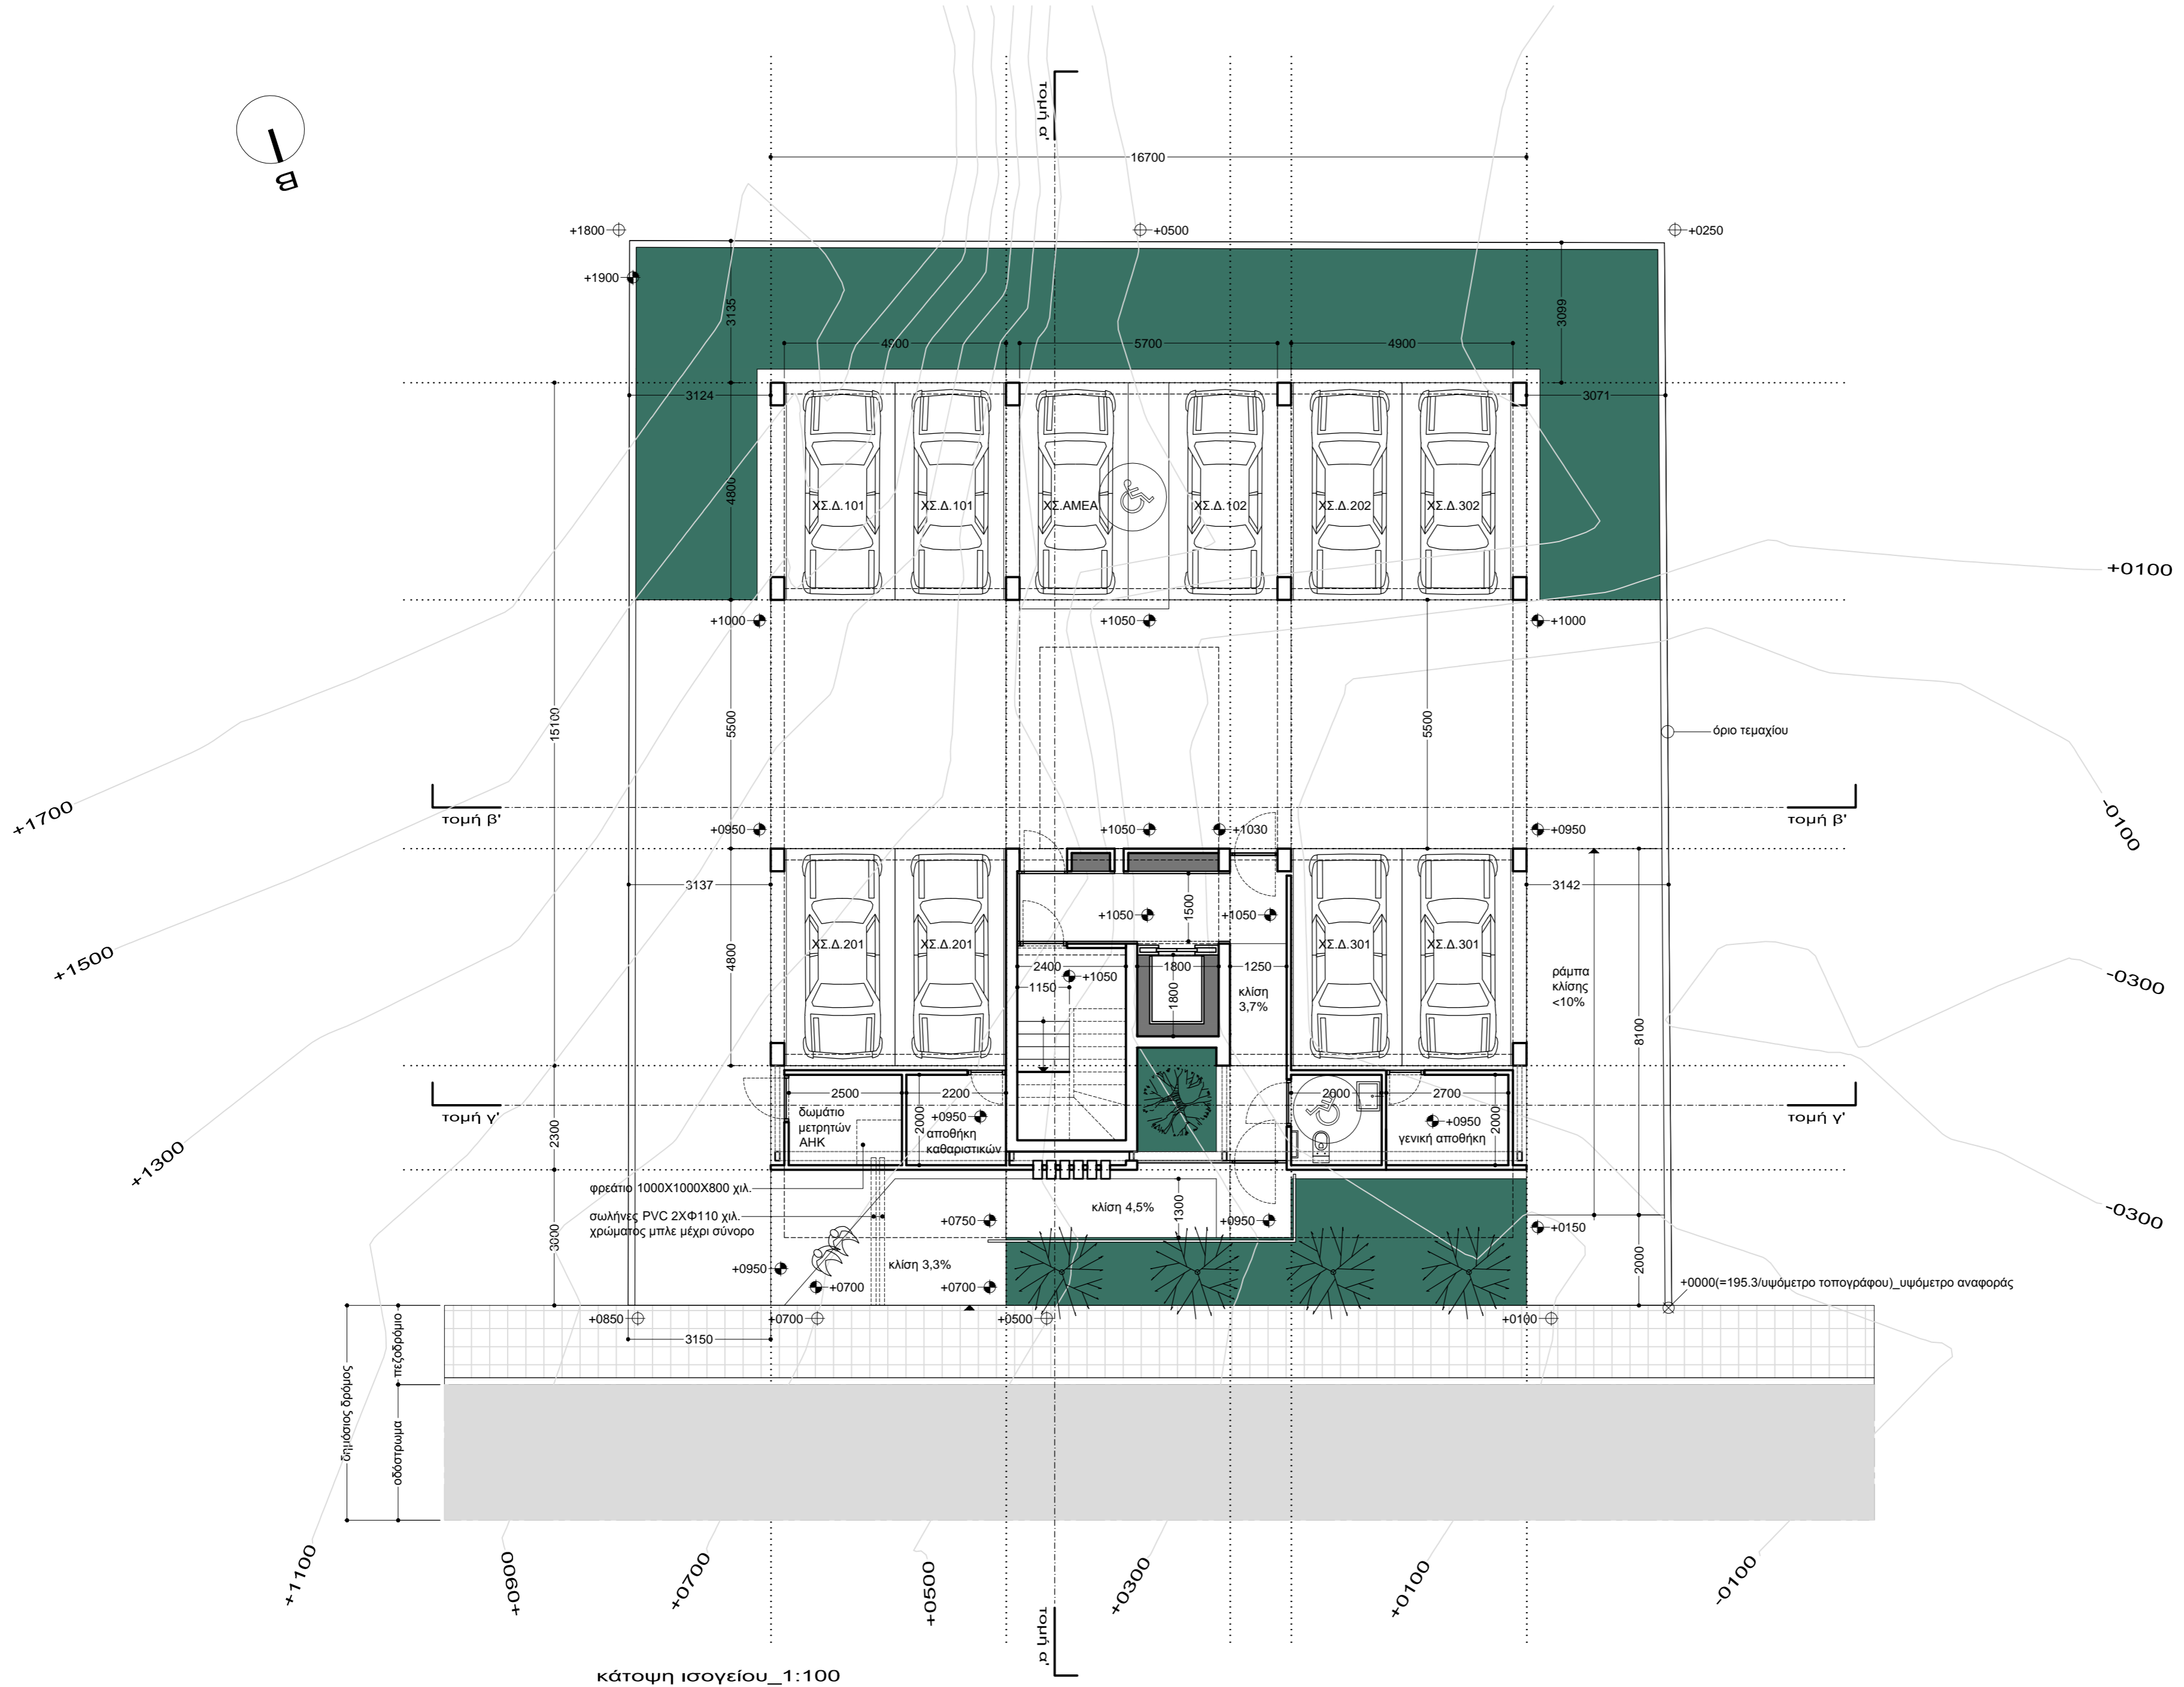 τομή α'
B
16700
+1800
+0500
+0250
+1900
3135
3099
4900
5700
4900
3124
3071
4800
ΧΣ.Δ.101
ΧΣ.Δ.101
ΧΣ.ΑΜΕΑ
ΧΣ.Δ.102
ΧΣ.Δ.202
ΧΣ.Δ.302
+0100
+1000
+1050
+1000
15100
5500
5500
όριο τεμαχίου
+1700
τομή β'
τομή β'
-0100
+0950
+1050
+1030
+0950
3137
3142
+1050
1500
+1050
ΧΣ.Δ.201
ΧΣ.Δ.201
ΧΣ.Δ.301
ΧΣ.Δ.301
+1500
4800
2400
+1050
1800
1250
1150
1800
κλίση
3,7%
ράμπα
κλίσης
<10%
-0300
8100
2500
2200
2000
2700
τομή γ'
τομή γ'
δωμάτιο
μετρητών
ΑΗΚ
2000
+0950
αποθήκη
καθαριστικών
+0950
γενική αποθήκη
2000
2300
+1300
φρεάτιο 1000Χ1000Χ800 χιλ.
σωλήνες PVC 2ΧΦ110 χιλ.
χρώματος μπλε μέχρι σύνορο
κλίση 4,5%
1300
+0750
+0950
+0150
-0300
3000
κλίση 3,3%
+0950
+0700
+0700
2000
+0000(=195.3/υψόμετρο τοπογράφου)_υψόμετρο αναφοράς
+0850
+0700
+0500
+0100
3150
πεζοδρόμιο
δημόσιος δρόμος
οδόστρωμα
+1100
+0900
+0700
+0500
+0300
+0100
-0100
τομή α'
κάτοψη ισογείου_1:100